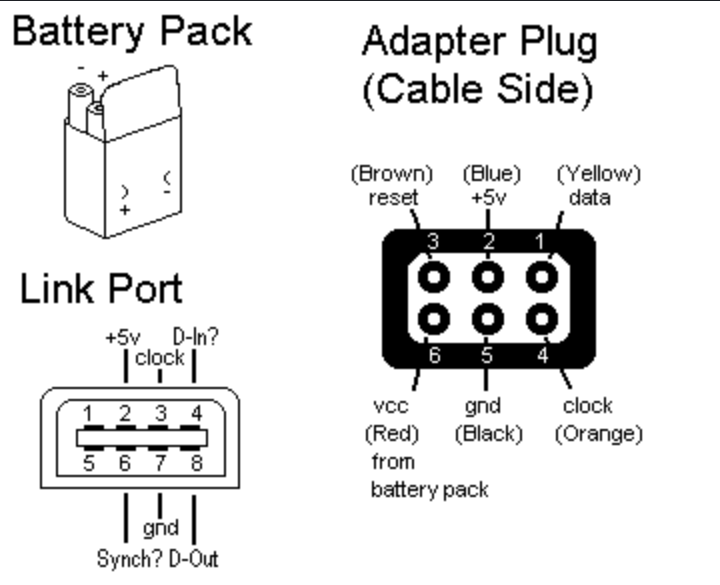 Battery Pack
- +
+ -
Link Port
+5v D-In?
clock
1 2 3 4
5 6 7 8
gnd
Synch? D-Out
Adapter Plug
(Cable Side)
(Brown) (Blue) (Yellow)
reset +5v data
3 2 1
6 5 4
vcc gnd clock
(Red) (Black) (Orange)
from
battery pack